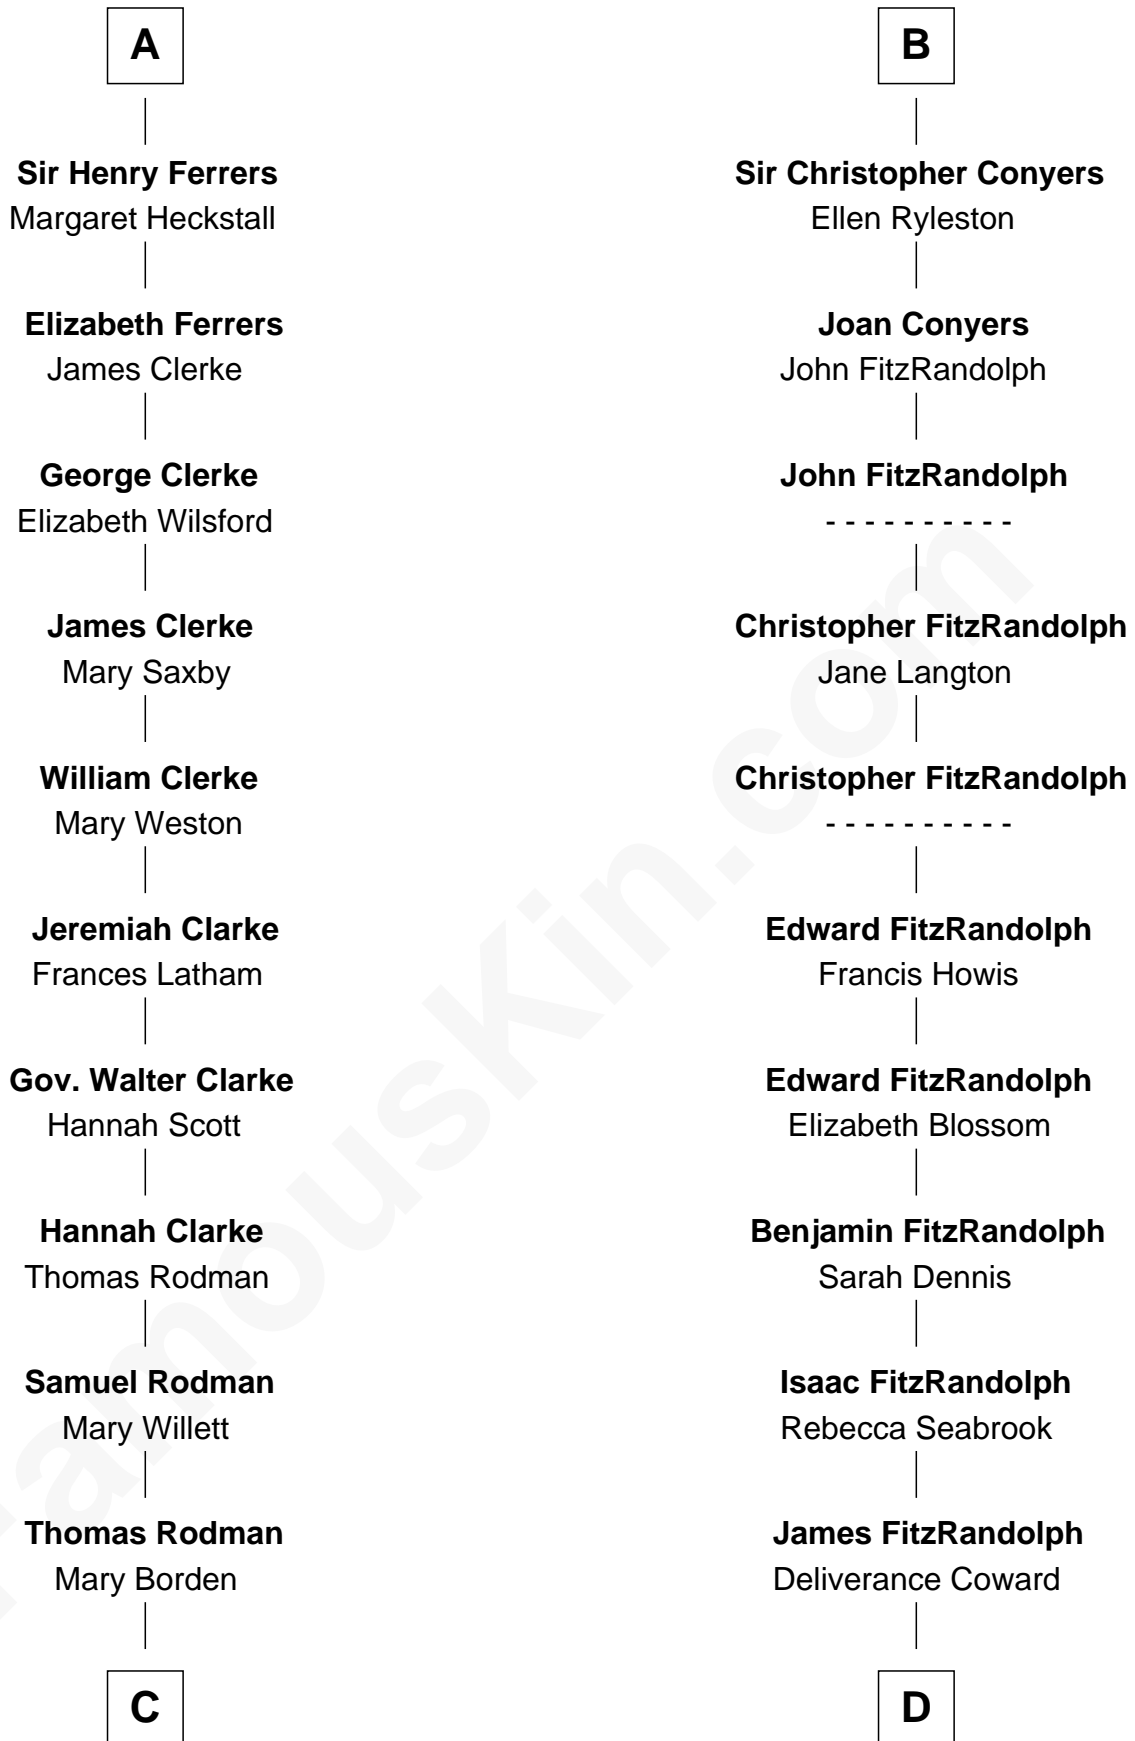 A
Sir Henry Ferrers
Margaret Heckstall
Elizabeth Ferrers
James Clerke
George Clerke
Elizabeth Wilsford
James Clerke
Mary Saxby
William Clerke
Mary Weston
Jeremiah Clarke
Frances Latham
Gov. Walter Clarke
Hannah Scott
Hannah Clarke
Thomas Rodman
Samuel Rodman
Mary Willett
Thomas Rodman
Mary Borden
C
B
Sir Christopher Conyers
Ellen Ryleston
Joan Conyers
John FitzRandolph
John FitzRandolph
- - - - - - - - - -
Christopher FitzRandolph
Jane Langton
Christopher FitzRandolph
- - - - - - - - - -
Edward FitzRandolph
Francis Howis
Edward FitzRandolph
Elizabeth Blossom
Benjamin FitzRandolph
Sarah Dennis
Isaac FitzRandolph
Rebecca Seabrook
James FitzRandolph
Deliverance Coward
D
FamousKin.com